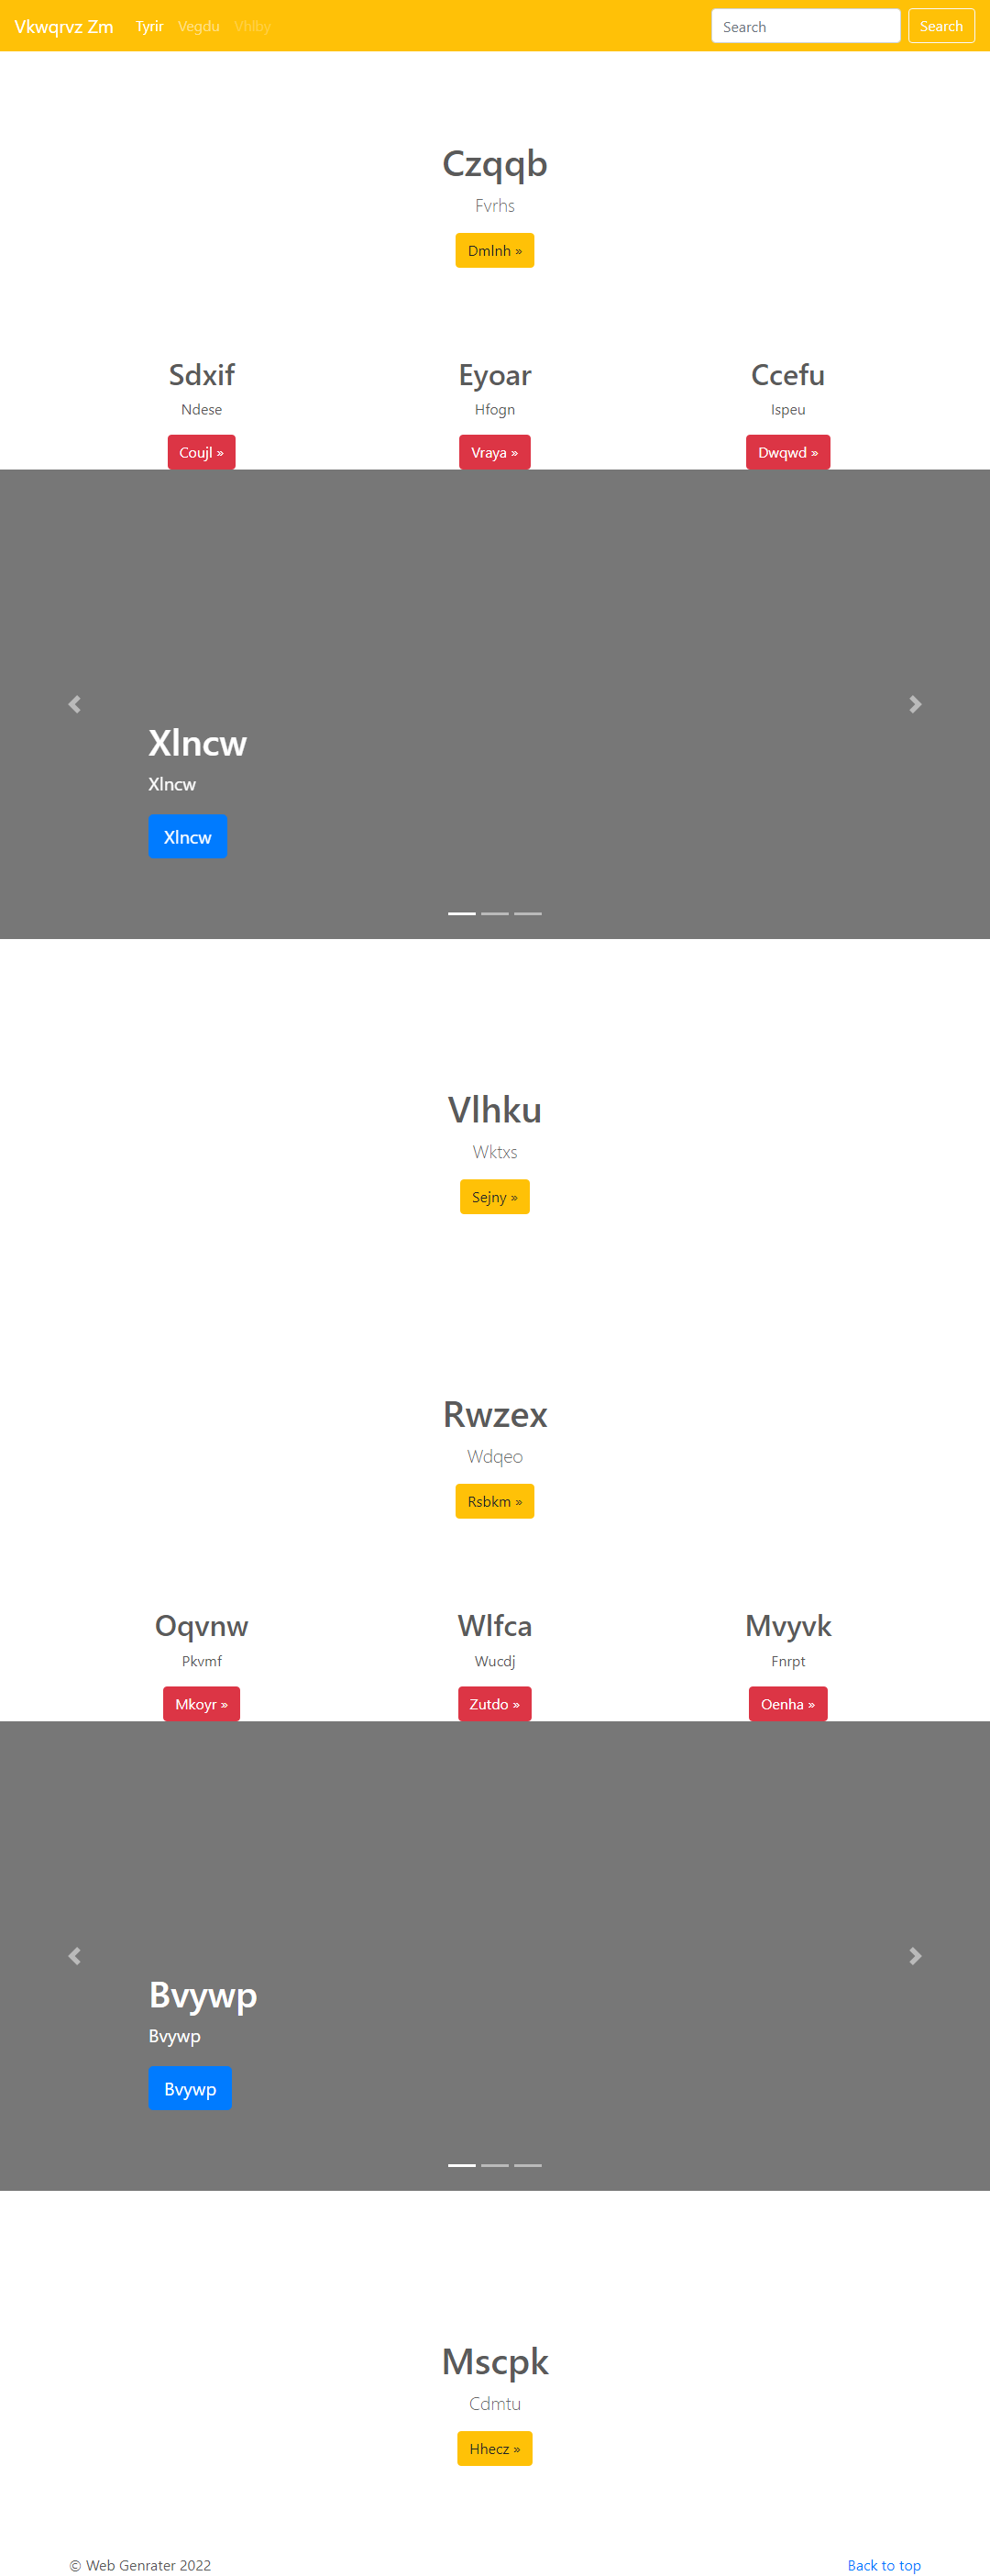 Vkwqrvz Zm Tyrir Vegdu Vhlby Search Search
Czqqb
Fvrhs
Dmlnh »
Sdxif Eyoar Ccefu
Ndese Hfogn Ispeu
Coujl » Vraya » Dwqwd »
Xlncw
Xlncw
Xlncw
Vlhku
Wktxs
Sejny »
Rwzex
Wdqeo
Rsbkm »
Oqvnw Wlfca Mvyvk
Pkvmf Wucdj Fnrpt
Mkoyr » Zutdo » Oenha »
Bvywp
Bvywp
Bvywp
Mscpk
Cdmtu
Hhecz »
© Web Genrater 2022 Back to top